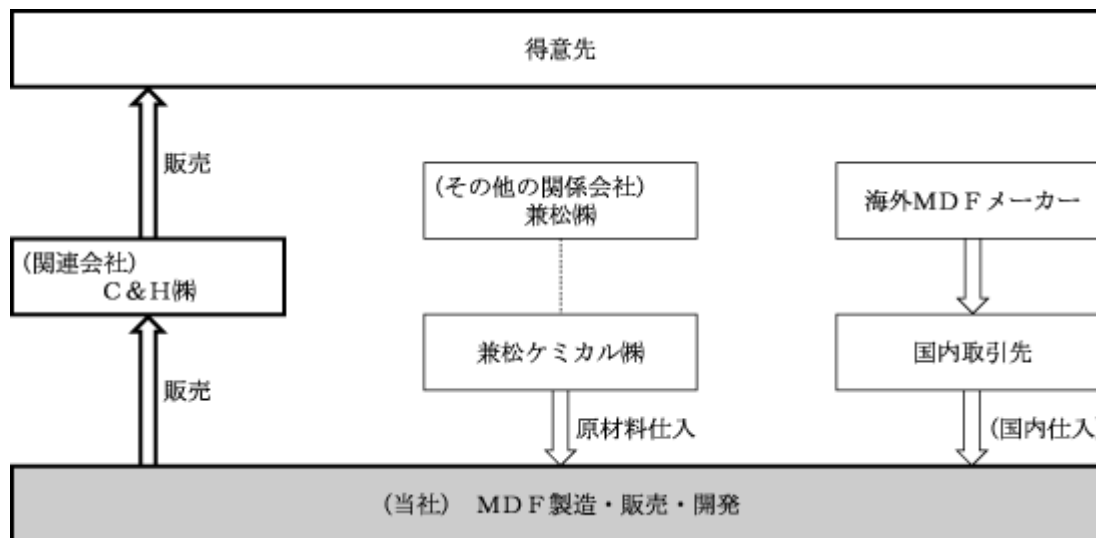 得意先
販売
(その他の関係会社)
兼松㈱
海外MDFメーカー
(関連会社)
C&H㈱
兼松ケミカル㈱
国内取引先
販売
原材料仕入
(国内仕入)
(当社) MDF製造・販売・開発